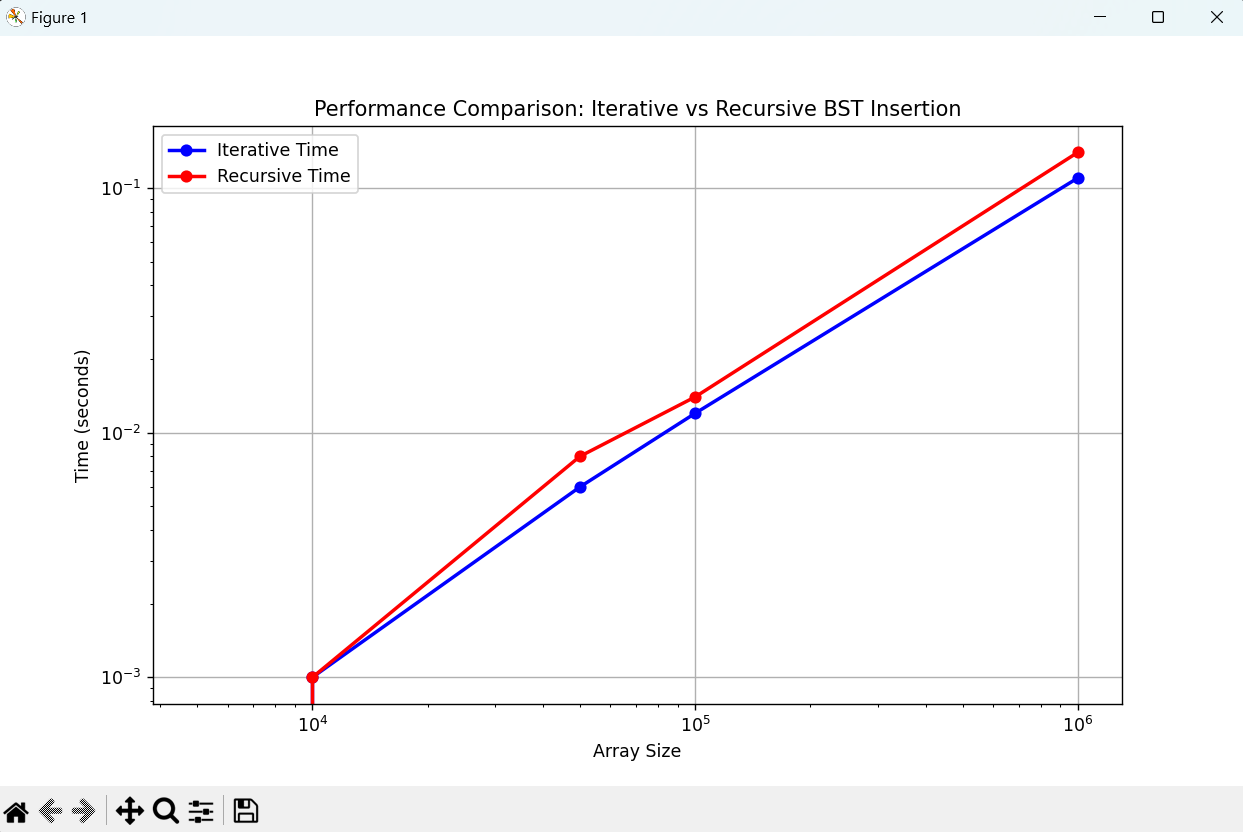 Figure 1
Performance Comparison: Iterative vs Recursive BST Insertion
Iterative Time
Recursive Time
10⁻¹
10⁻²
10⁻³
Time (seconds)
10⁴ 10⁵ 10⁶
Array Size